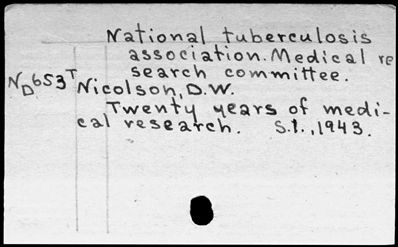 National tuberculosis
association. Medical re
search committee.
ND653T
Nicolson, D.W.
Twenty years of medi-
cal research. S.l., 1943.